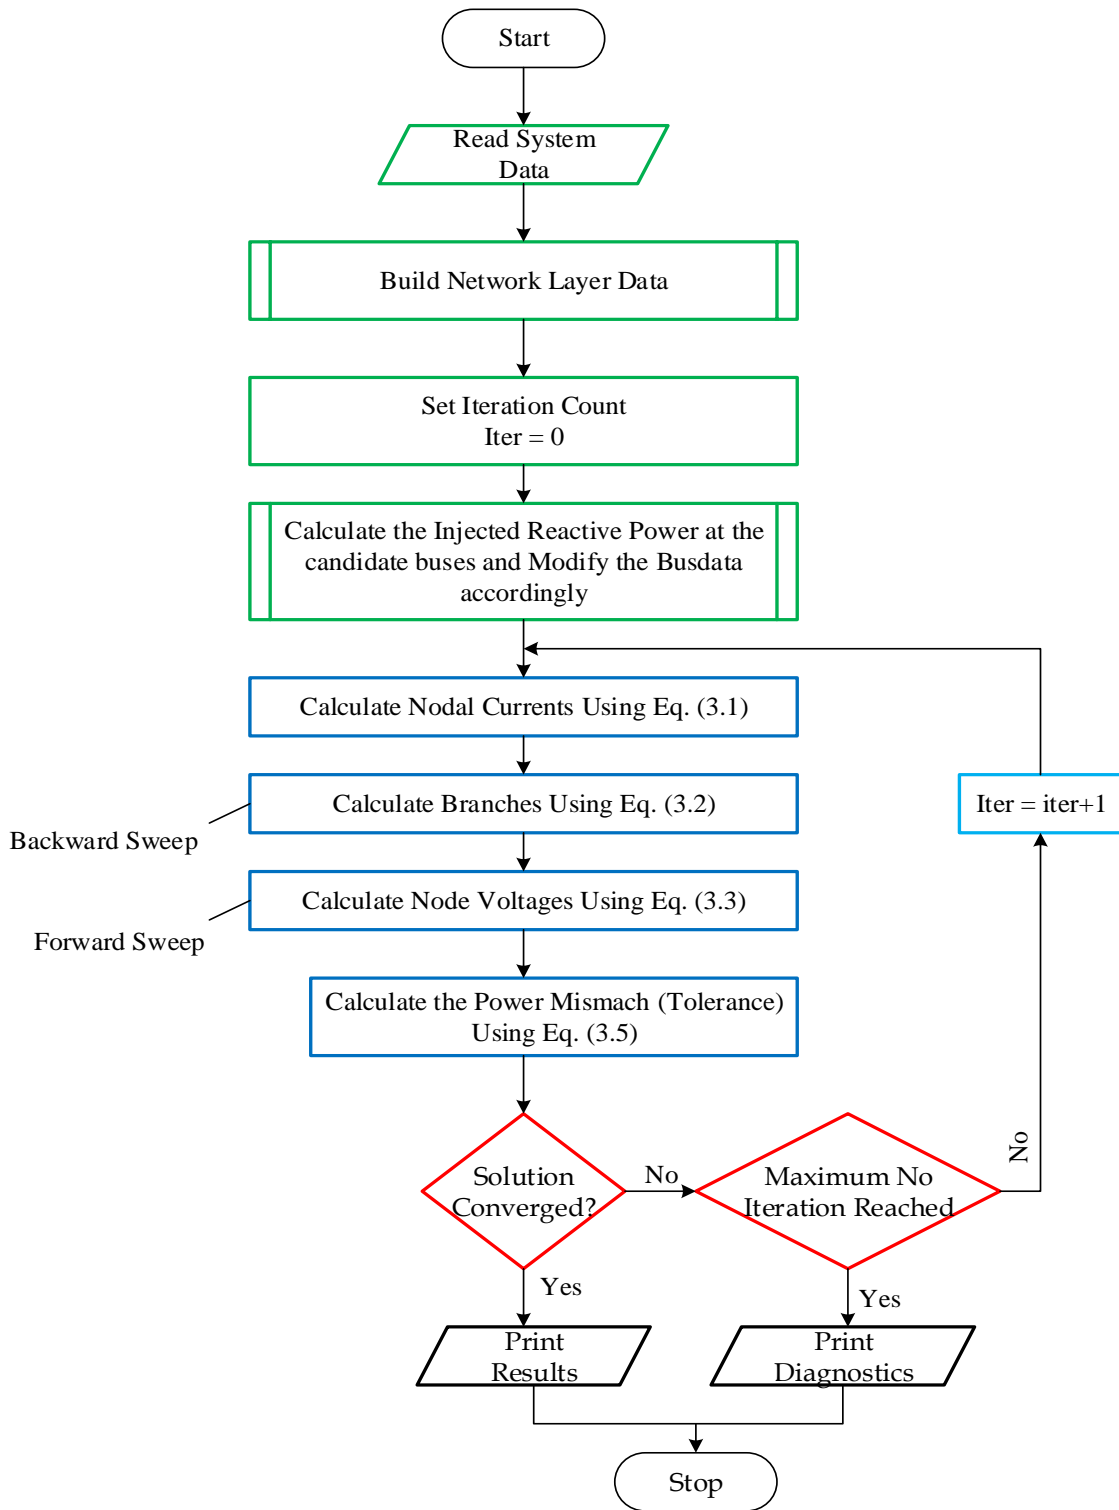 Start
Read System
Data
Build Network Layer Data
Set Iteration Count
Iter = 0
Calculate the Injected Reactive Power at the
candidate buses and Modify the Busdata
accordingly
Calculate Nodal Currents Using Eq. (3.1)
Calculate Branches Using Eq. (3.2)
Iter = iter+1
Backward Sweep
Calculate Node Voltages Using Eq. (3.3)
Forward Sweep
Calculate the Power Mismach (Tolerance)
Using Eq. (3.5)
Solution
Converged?
No
Maximum No
Iteration Reached
No
Yes
Yes
Print
Results
Print
Diagnostics
Stop